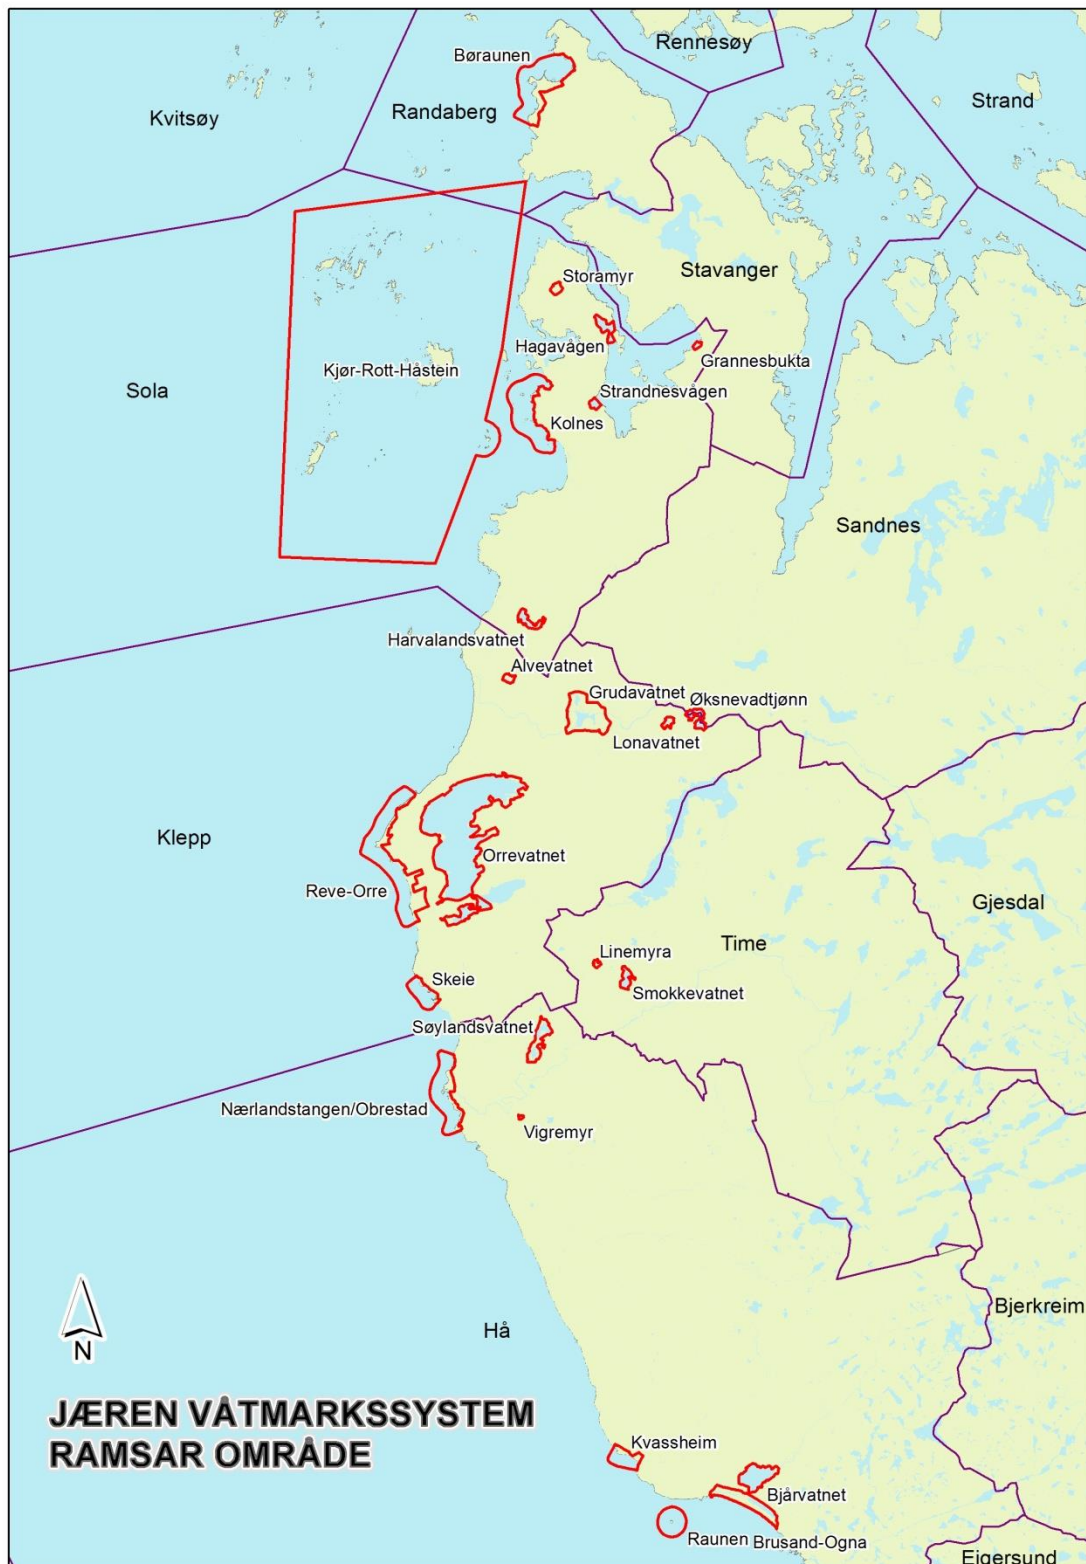 Rennesøy
Børaunen
Strand
Randaberg
Kvitsøy
Stavanger
Storamyr
Hagavågen
Grannesbukta
Kjør-Rott-Håstein
Sola
Strandnesvågen
Kolnes
Sandnes
Harvalandsvatnet
Alvevatnet
Grudavatnet
Øksnevadtjønn
Lonavatnet
Klepp
Orrevatnet
Reve-Orre
Gjesdal
Time
Linemyra
Skeie
Smokkevatnet
Søylandsvatnet
Nærlandstangen/Obrestad
Vigremyr
Bjerkreim
Hå
N
JÆREN VÅTMARKSSYSTEM
RAMSAR OMRÅDE
Kvassheim
Bjårvatnet
Raunen
Brusand-Ogna
Eigersund